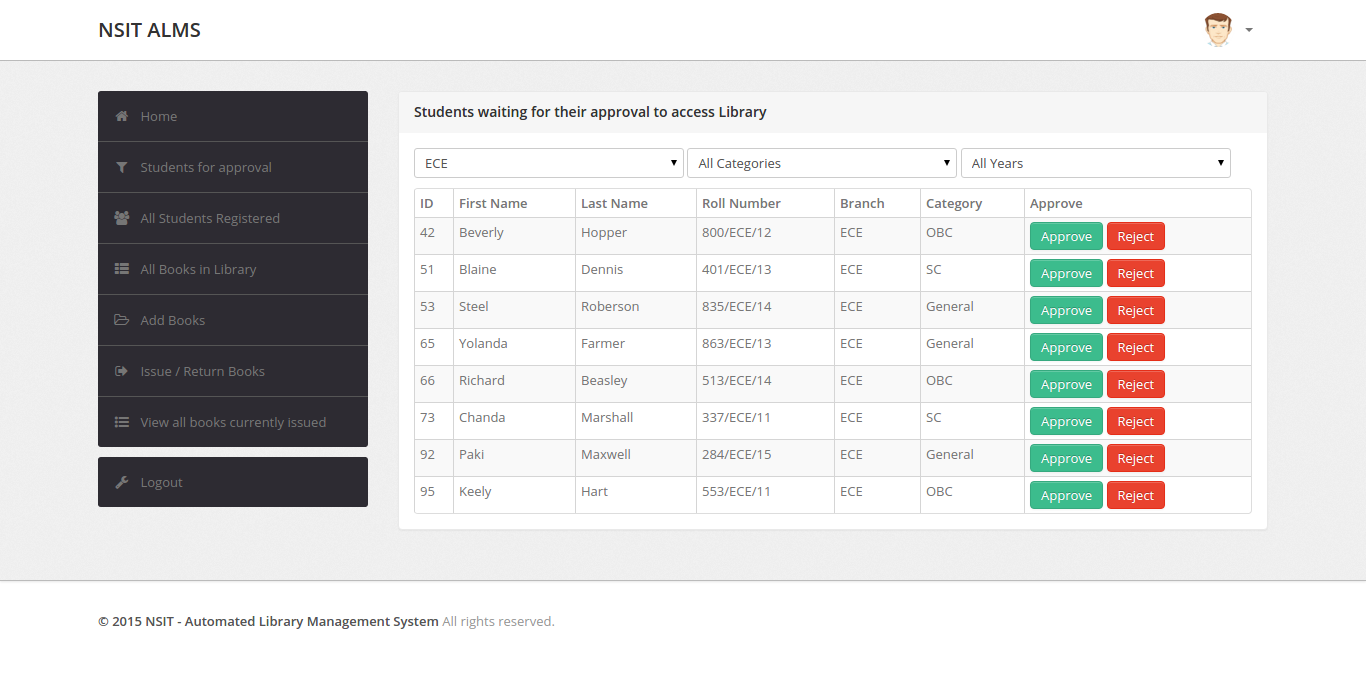 NSIT ALMS
Home
Students for approval
All Students Registered
All Books in Library
Add Books
Issue / Return Books
View all books currently issued
Logout
Students waiting for their approval to access Library
ECE All Categories All Years
ID First Name Last Name Roll Number Branch Category Approve
42 Beverly Hopper 800/ECE/12 ECE OBC Approve Reject
51 Blaine Dennis 401/ECE/13 ECE SC Approve Reject
53 Steel Roberson 835/ECE/14 ECE General Approve Reject
65 Yolanda Farmer 863/ECE/13 ECE General Approve Reject
66 Richard Beasley 513/ECE/14 ECE OBC Approve Reject
73 Chanda Marshall 337/ECE/11 ECE SC Approve Reject
92 Paki Maxwell 284/ECE/15 ECE General Approve Reject
95 Keely Hart 553/ECE/11 ECE OBC Approve Reject
© 2015 NSIT - Automated Library Management System All rights reserved.